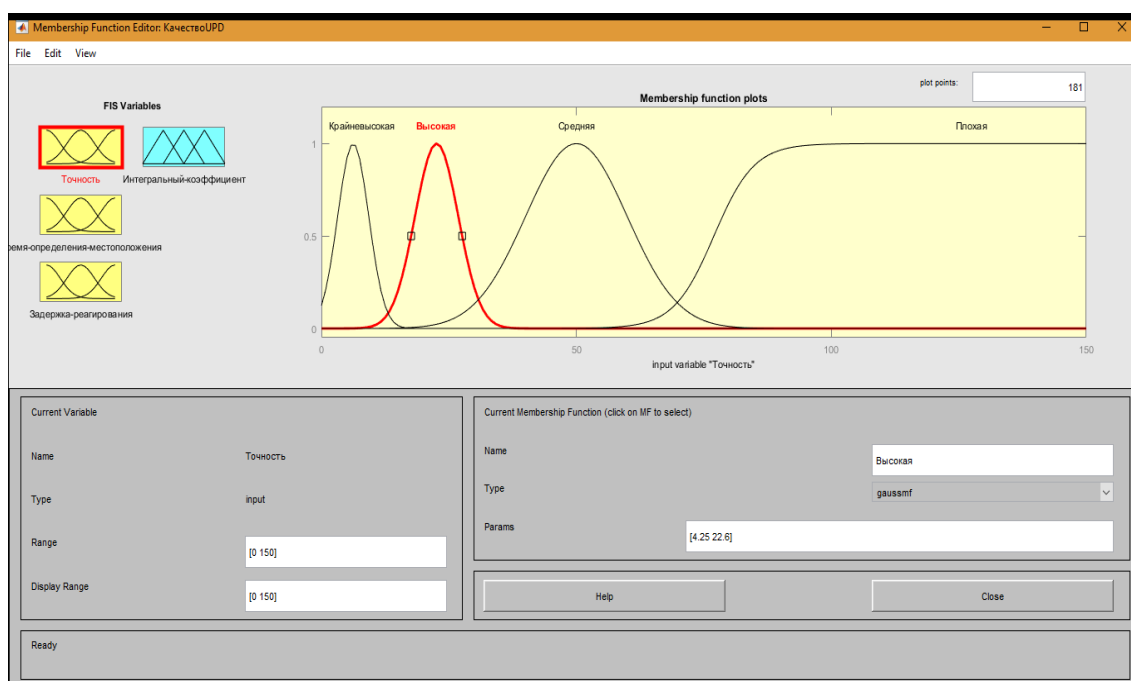 Membership Function Editor: КачествоUPD
File Edit View
FIS Variables
Точность
Интегральный-коэффициент
ремя-определения-местоположения
Задержка-реагирования
plot points:
181
Membership function plots
Крайневысокая
Высокая
Средняя
Плохая
1
0.5
0
0
50
100
150
input variable "Точность"
Current Variable
Name
Точность
Type
input
Range
[0 150]
Display Range
[0 150]
Current Membership Function (click on MF to select)
Name
Высокая
Type
gaussmf
Params
[4.25 22.6]
Help
Close
Ready